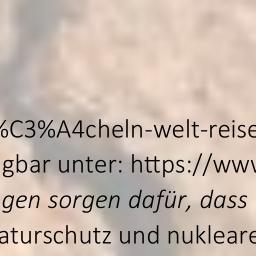 %C3%A4cheln-welt-reise
gbar unter: https://www
gen sorgen dafür, dass
aturschutz und nukleare